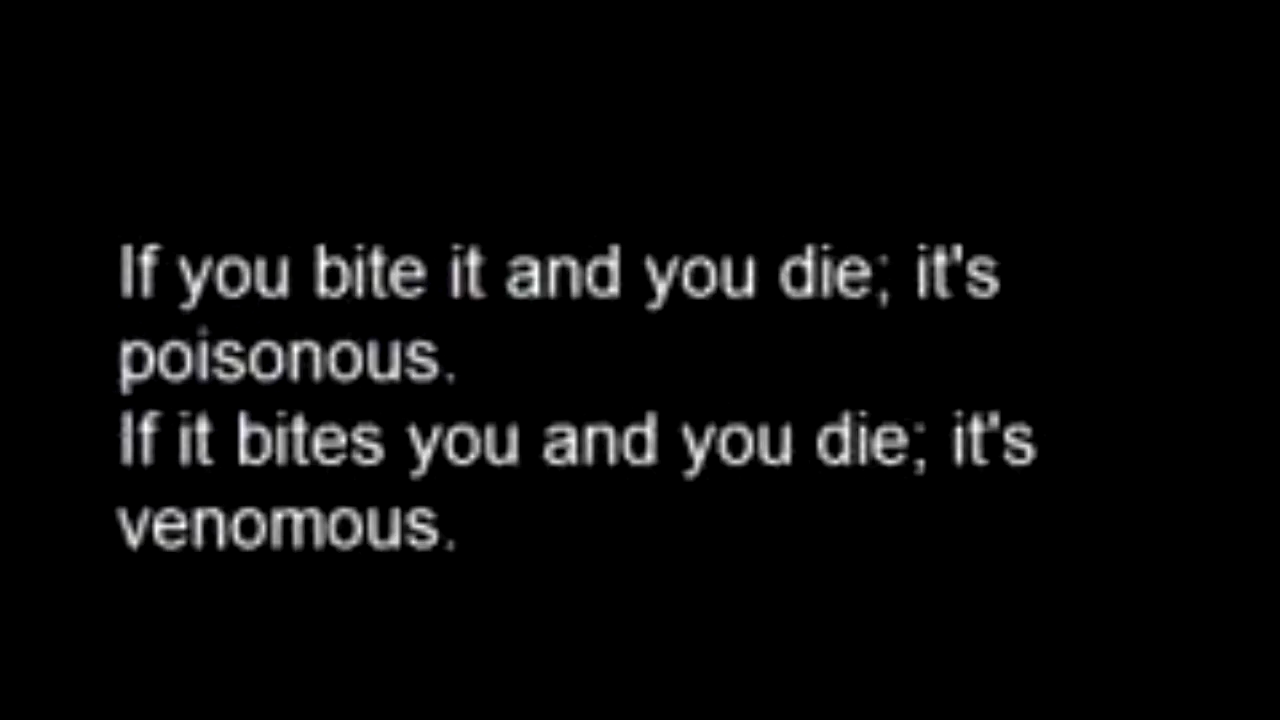 If you bite it and you die; it's
poisonous.
If it bites you and you die; it's
venomous.